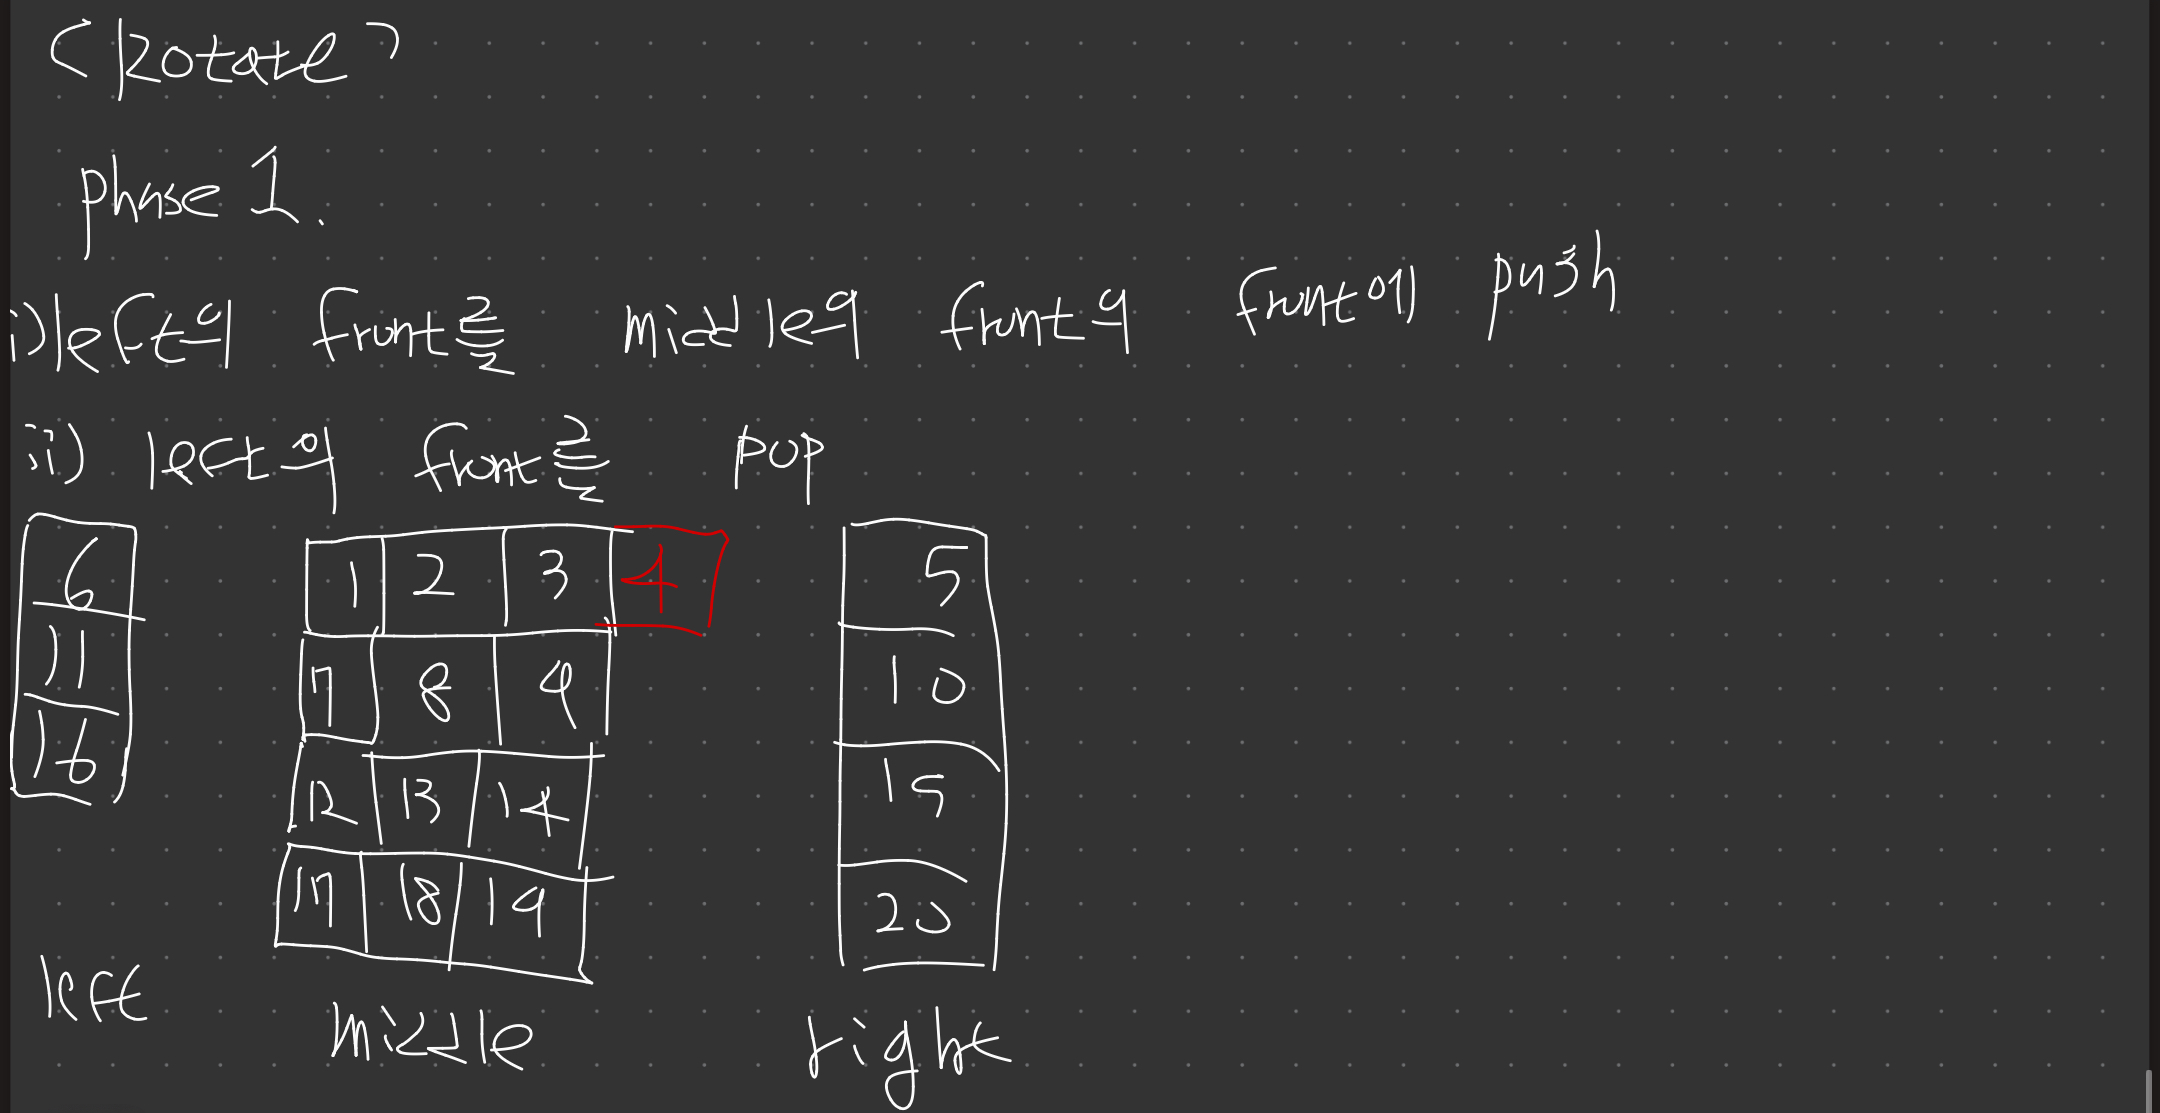 <Rotate>
phase 1.
i) left의 front를 middle의 front의 front에 push
ii) left의 front를 pop
6 1 2 3 4 5
11 7 8 9 10
16 12 13 14 15
17 18 19 20
left
middle right